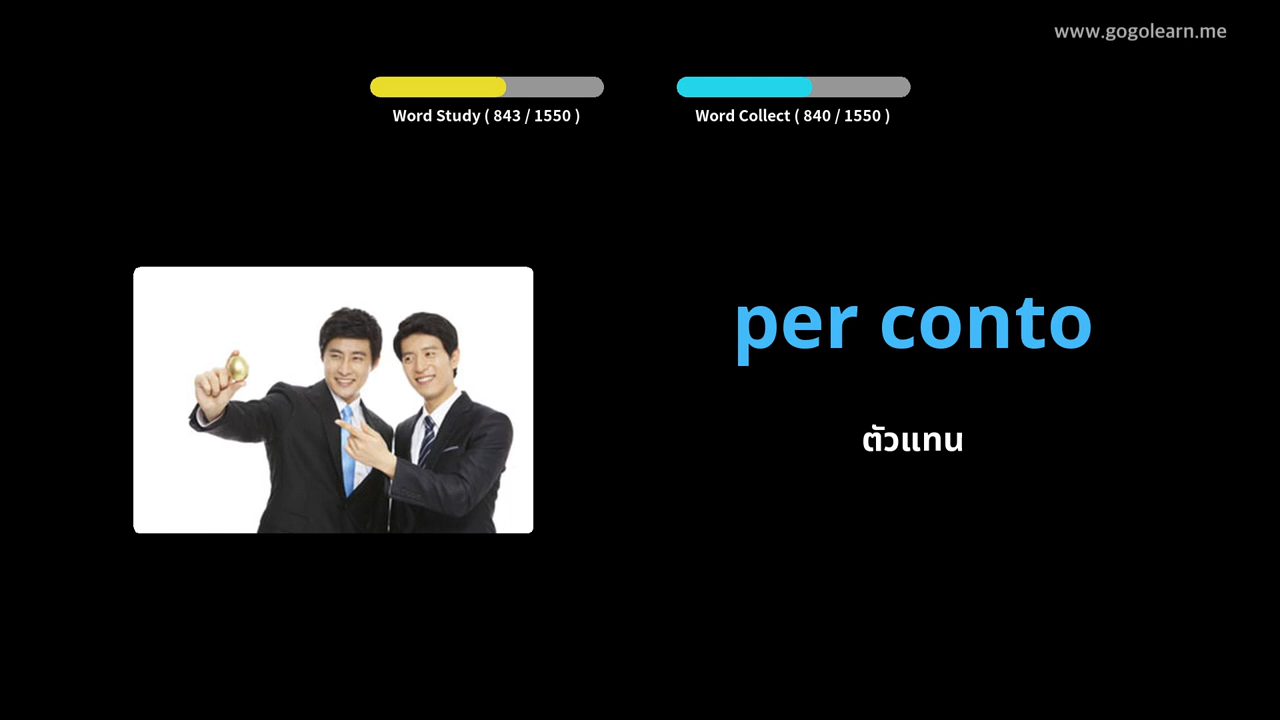 www.gogolearn.me
Word Study ( 843 / 1550 )
Word Collect ( 840 / 1550 )
per conto
ตัวแทน